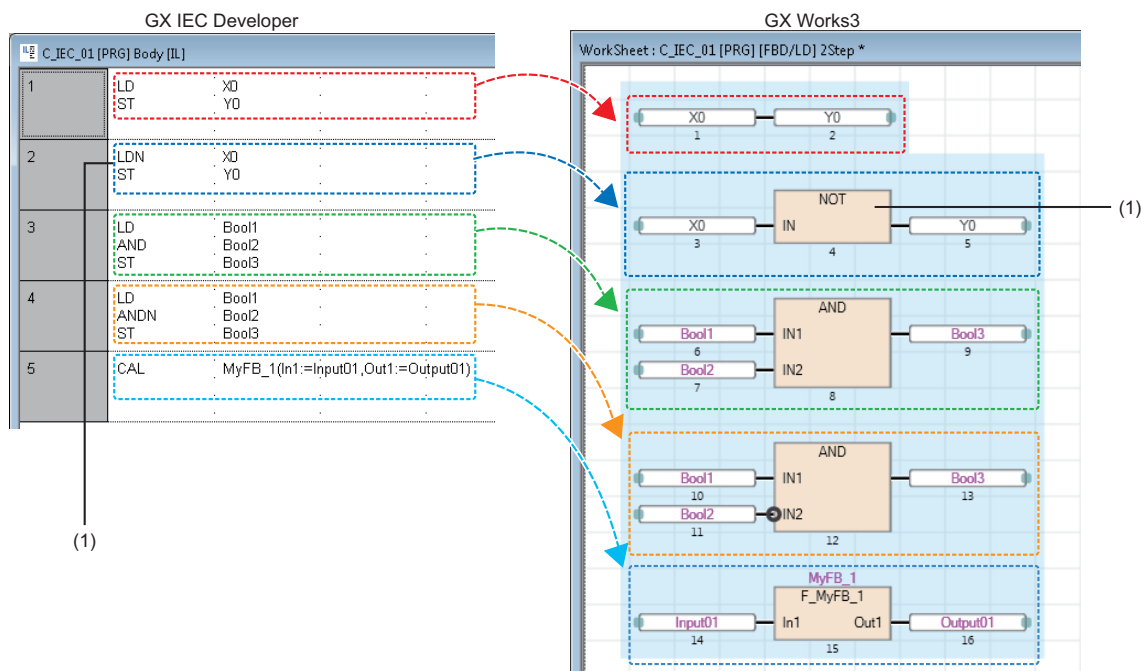 GX IEC Developer
C_IEC_01 [PRG] Body [IL]
1
LD X0
ST Y0
2
LDN X0
ST Y0
3
LD Bool1
AND Bool2
ST Bool3
4
LD Bool1
ANDN Bool2
ST Bool3
5
CAL MyFB_1(In1:=Input01,Out1:=Output01)
(1)
GX Works3
WorkSheet : C_IEC_01 [PRG] [FBD/LD] 2Step *
X0 Y0
1 2
NOT
X0 IN Y0
3 4 5
(1)
AND
Bool1 IN1 Bool3
6 9
Bool2 IN2
7 8
AND
Bool1 IN1 Bool3
10 13
Bool2 IN2
11 12
MyFB_1
F_MyFB_1
Input01 In1 Out1 Output01
14 15 16